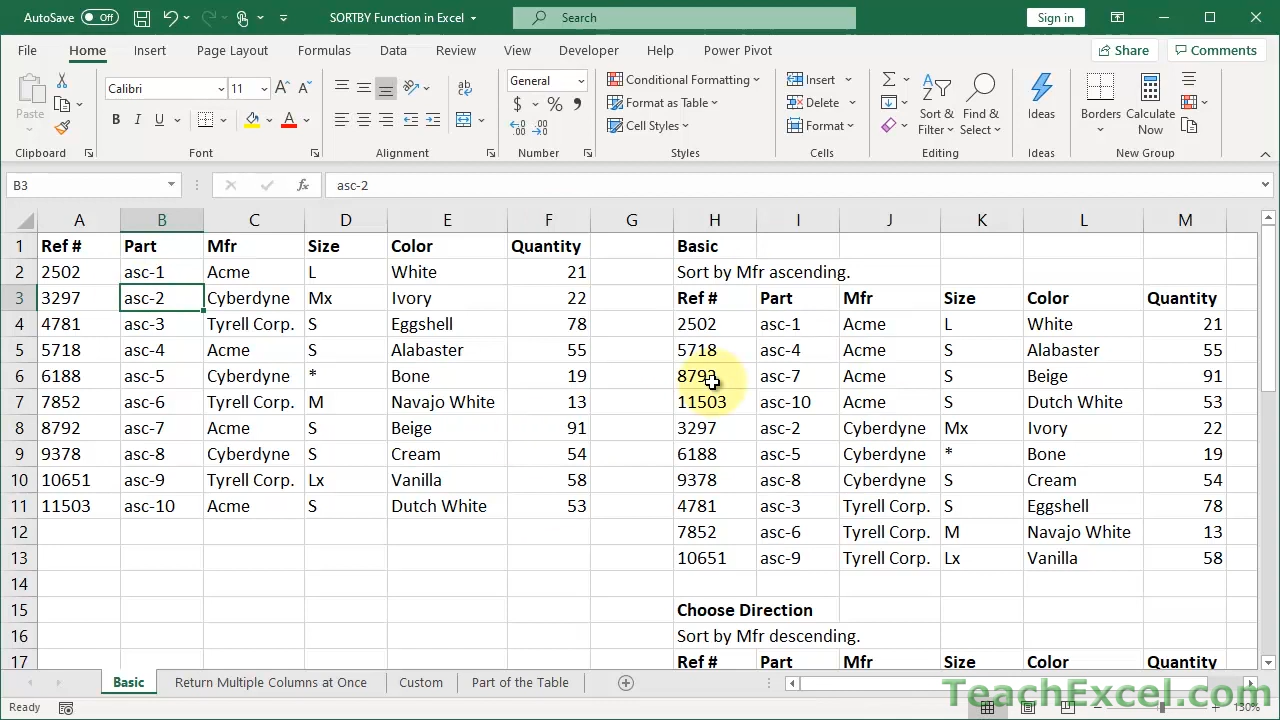 AutoSave Off SORTBY Function in Excel Search Sign in
File Home Insert Page Layout Formulas Data Review View Developer Help Power Pivot Share Comments
Paste
Clipboard
Calibri 11
B I U
Font
Alignment
General
$ % 9
Number
Conditional Formatting
Format as Table
Cell Styles
Styles
Insert
Delete
Format
Cells
Sort & Filter
Find & Select
Editing
Ideas
Ideas
Borders Calculate Now
New Group
B3 fx asc-2
A B C D E F G H I J K L M
1 Ref # Part Mfr Size Color Quantity Basic
2 2502 asc-1 Acme L White 21 Sort by Mfr ascending.
3 3297 asc-2 Cyberdyne Mx Ivory 22 Ref # Part Mfr Size Color Quantity
4 4781 asc-3 Tyrell Corp. S Eggshell 78 2502 asc-1 Acme L White 21
5 5718 asc-4 Acme S Alabaster 55 5718 asc-4 Acme S Alabaster 55
6 6188 asc-5 Cyberdyne * Bone 19 8792 asc-7 Acme S Beige 91
7 7852 asc-6 Tyrell Corp. M Navajo White 13 11503 asc-10 Acme S Dutch White 53
8 8792 asc-7 Acme S Beige 91 3297 asc-2 Cyberdyne Mx Ivory 22
9 9378 asc-8 Cyberdyne S Cream 54 6188 asc-5 Cyberdyne * Bone 19
10 10651 asc-9 Tyrell Corp. Lx Vanilla 58 9378 asc-8 Cyberdyne S Cream 54
11 11503 asc-10 Acme S Dutch White 53 4781 asc-3 Tyrell Corp. S Eggshell 78
12 7852 asc-6 Tyrell Corp. M Navajo White 13
13 10651 asc-9 Tyrell Corp. Lx Vanilla 58
14
15 Choose Direction
16 Sort by Mfr descending.
17 Ref # Part Mfr Size Color Quantity
Basic Return Multiple Columns at Once Custom Part of the Table
TeachExcel.com
Ready 130%